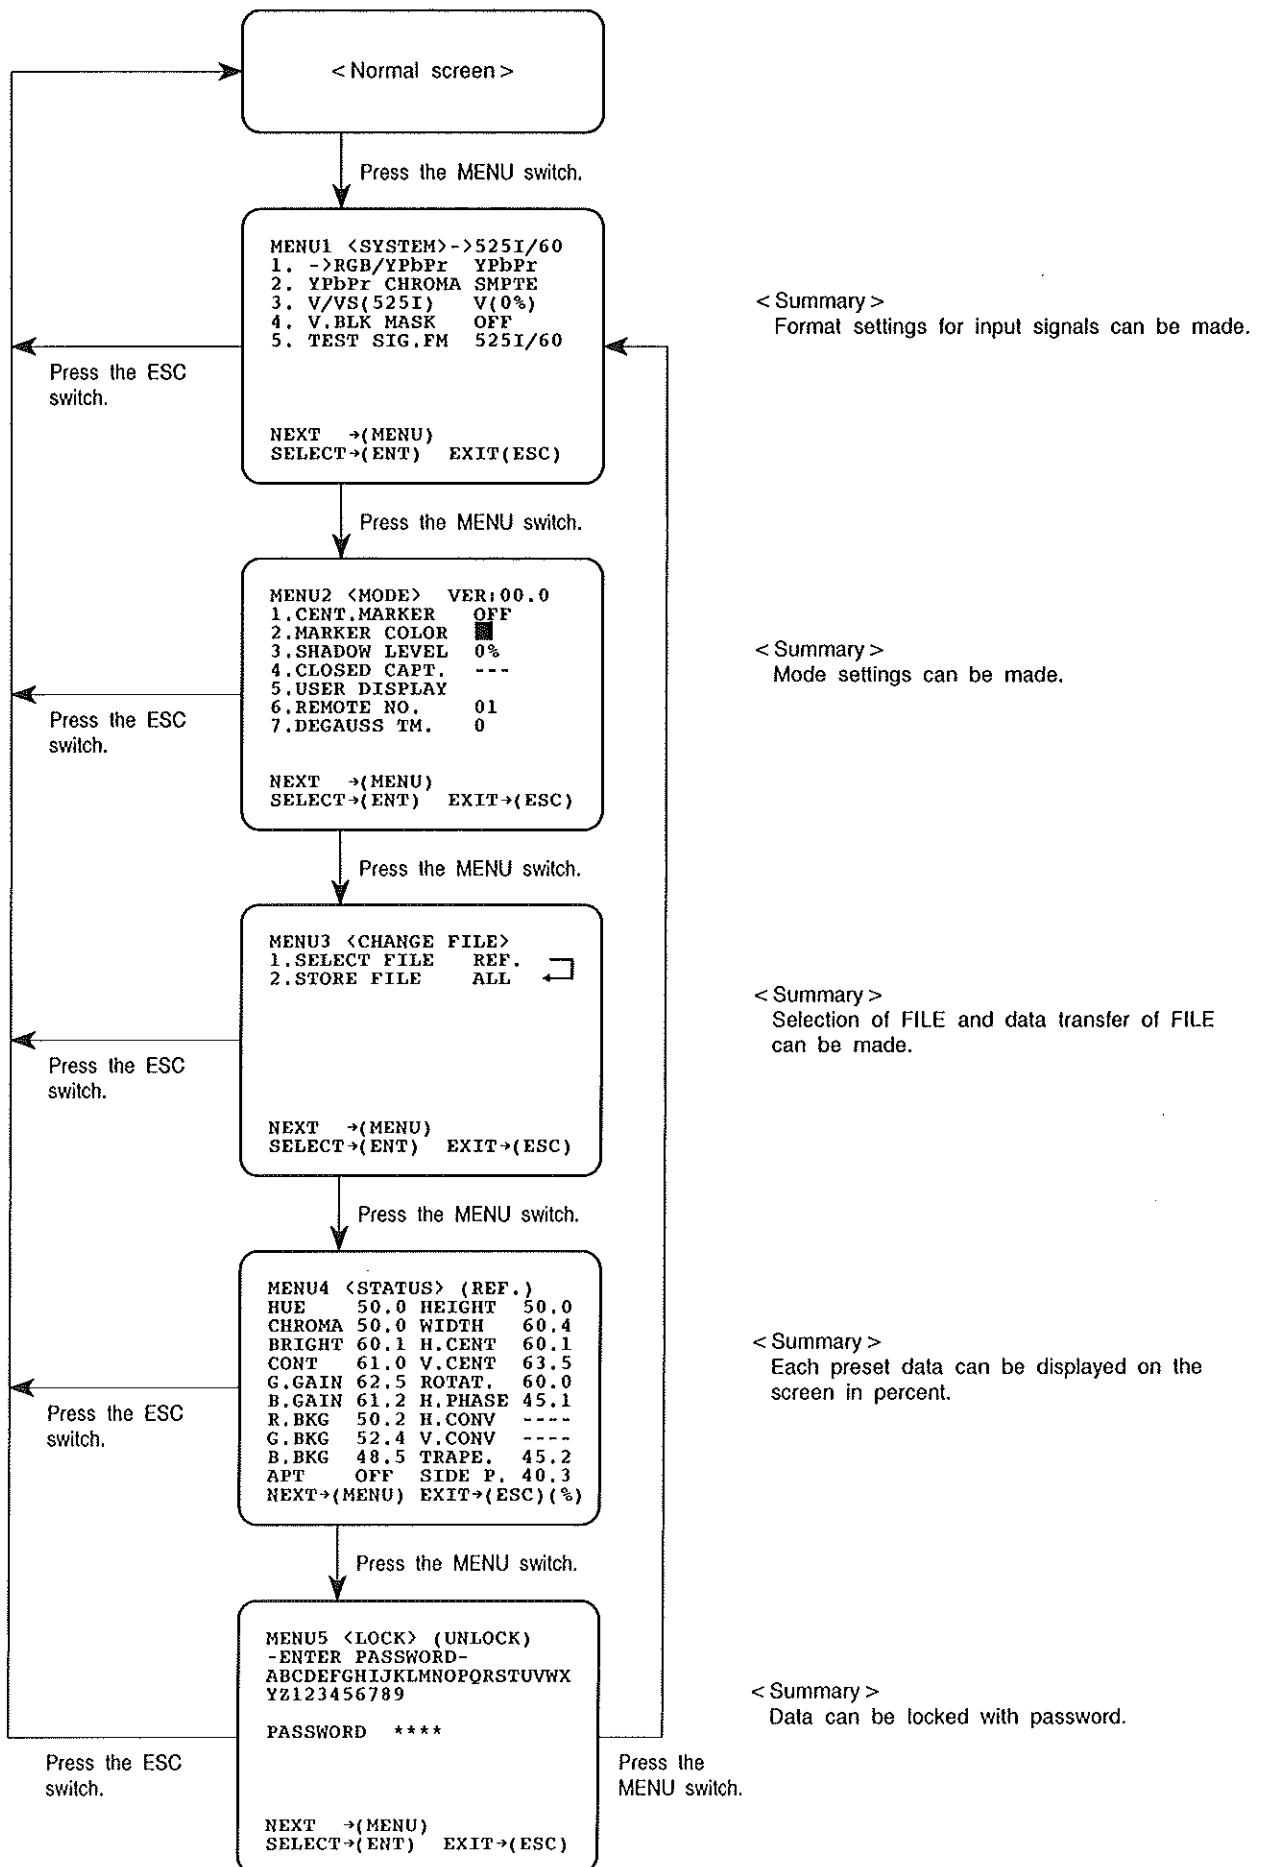 < Normal screen >
Press the MENU switch.
MENU1 <SYSTEM>->525I/60
1. ->RGB/YPbPr YPbPr
2. YPbPr CHROMA SMPTE
3. V/VS(525I) V(0%)
4. V.BLK MASK OFF
5. TEST SIG.FM 525I/60
NEXT →(MENU)
SELECT→(ENT) EXIT(ESC)
< Summary >
Format settings for input signals can be made.
Press the ESC
switch.
Press the MENU switch.
MENU2 <MODE> VER:00.0
1.CENT.MARKER OFF
2.MARKER COLOR
3.SHADOW LEVEL 0%
4.CLOSED CAPT. ---
5.USER DISPLAY
6.REMOTE NO. 01
7.DEGAUSS TM. 0
NEXT →(MENU)
SELECT→(ENT) EXIT→(ESC)
< Summary >
Mode settings can be made.
Press the ESC
switch.
Press the MENU switch.
MENU3 <CHANGE FILE>
1.SELECT FILE REF.
2.STORE FILE ALL
NEXT →(MENU)
SELECT→(ENT) EXIT→(ESC)
< Summary >
Selection of FILE and data transfer of FILE
can be made.
Press the ESC
switch.
Press the MENU switch.
MENU4 <STATUS> (REF.)
HUE 50.0 HEIGHT 50.0
CHROMA 50.0 WIDTH 60.4
BRIGHT 60.1 H.CENT 60.1
CONT 61.0 V.CENT 63.5
G.GAIN 62.5 ROTAT. 60.0
B.GAIN 61.2 H.PHASE 45.1
R.BKG 50.2 H.CONV ----
G.BKG 52.4 V.CONV ----
B.BKG 48.5 TRAPE. 45.2
APT OFF SIDE P. 40.3
NEXT→(MENU) EXIT→(ESC)(%)
< Summary >
Each preset data can be displayed on the
screen in percent.
Press the ESC
switch.
Press the MENU switch.
MENU5 <LOCK> (UNLOCK)
-ENTER PASSWORD-
ABCDEFGHIJKLMNOPQRSTUVWX
YZ123456789
PASSWORD ****
NEXT →(MENU)
SELECT→(ENT) EXIT→(ESC)
< Summary >
Data can be locked with password.
Press the ESC
switch.
Press the
MENU switch.